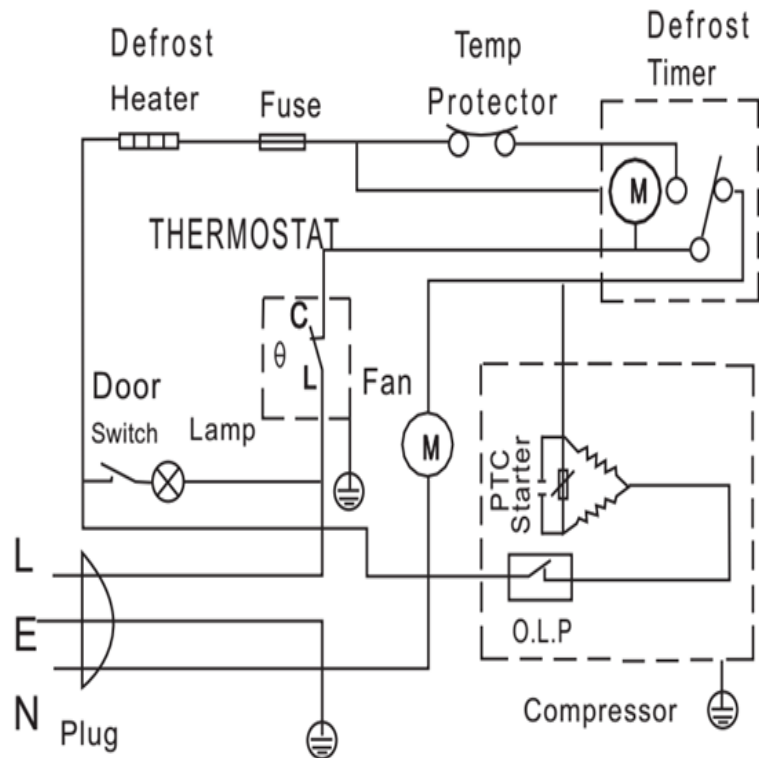 Defrost
Heater
Fuse
Temp
Protector
Defrost
Timer
M
THERMOSTAT
C
θ
L
Fan
M
Door
Switch
Lamp
PTC
Starter
O.L.P
L
E
N
Plug
Compressor